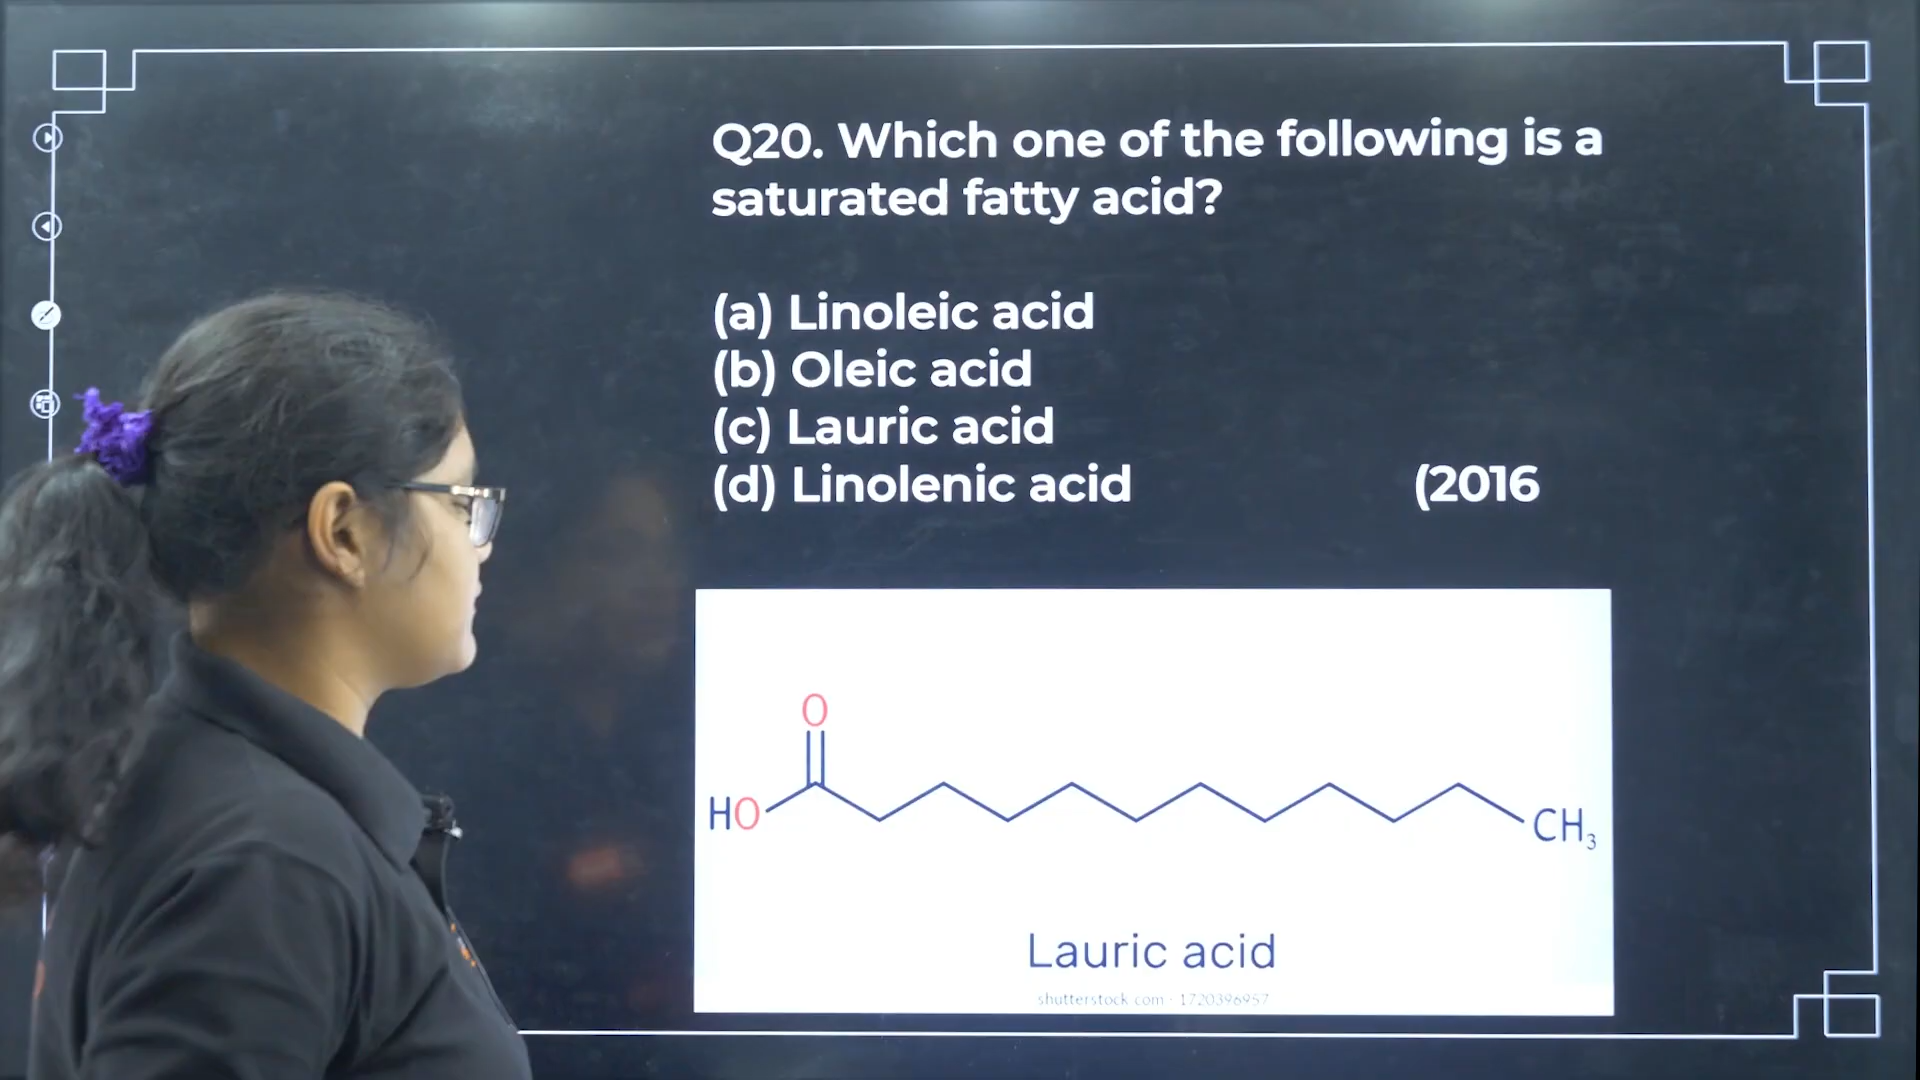 Q20. Which one of the following is a
saturated fatty acid?
(a) Linoleic acid
(b) Oleic acid
(c) Lauric acid
(d) Linolenic acid (2016
O
HO
CH₃
Lauric acid
shutterstock.com · 1720396957